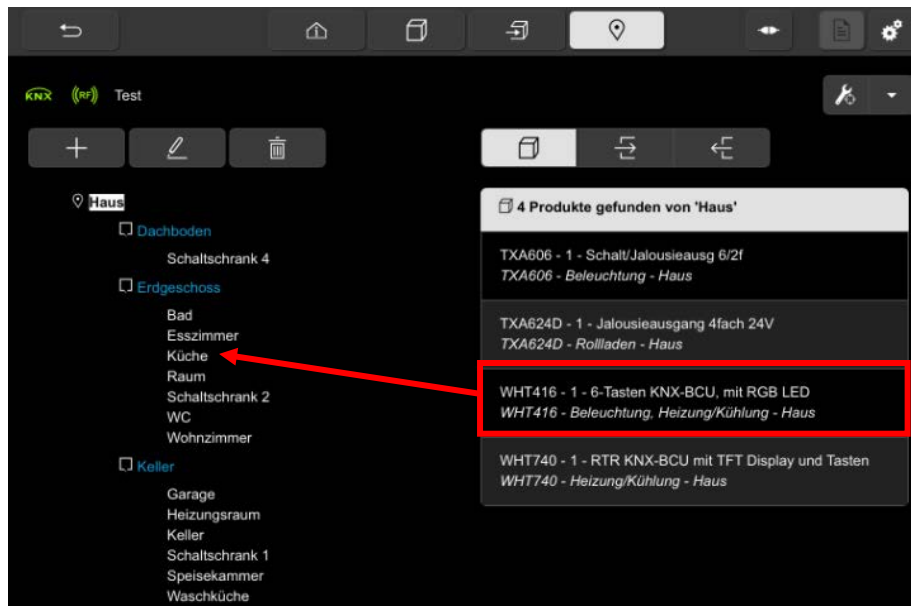 KNX ((RF)) Test
Haus
Dachboden
Schaltschrank 4
Erdgeschoss
Bad
Esszimmer
Küche
Raum
Schaltschrank 2
WC
Wohnzimmer
Keller
Garage
Heizungsraum
Keller
Schaltschrank 1
Speisekammer
Waschküche
4 Produkte gefunden von 'Haus'
TXA606 - 1 - Schalt/Jalousieausg 6/2f
TXA606 - Beleuchtung - Haus
TXA624D - 1 - Jalousieausgang 4fach 24V
TXA624D - Rollladen - Haus
WHT416 - 1 - 6-Tasten KNX-BCU, mit RGB LED
WHT416 - Beleuchtung, Heizung/Kühlung - Haus
WHT740 - 1 - RTR KNX-BCU mit TFT Display und Tasten
WHT740 - Heizung/Kühlung - Haus